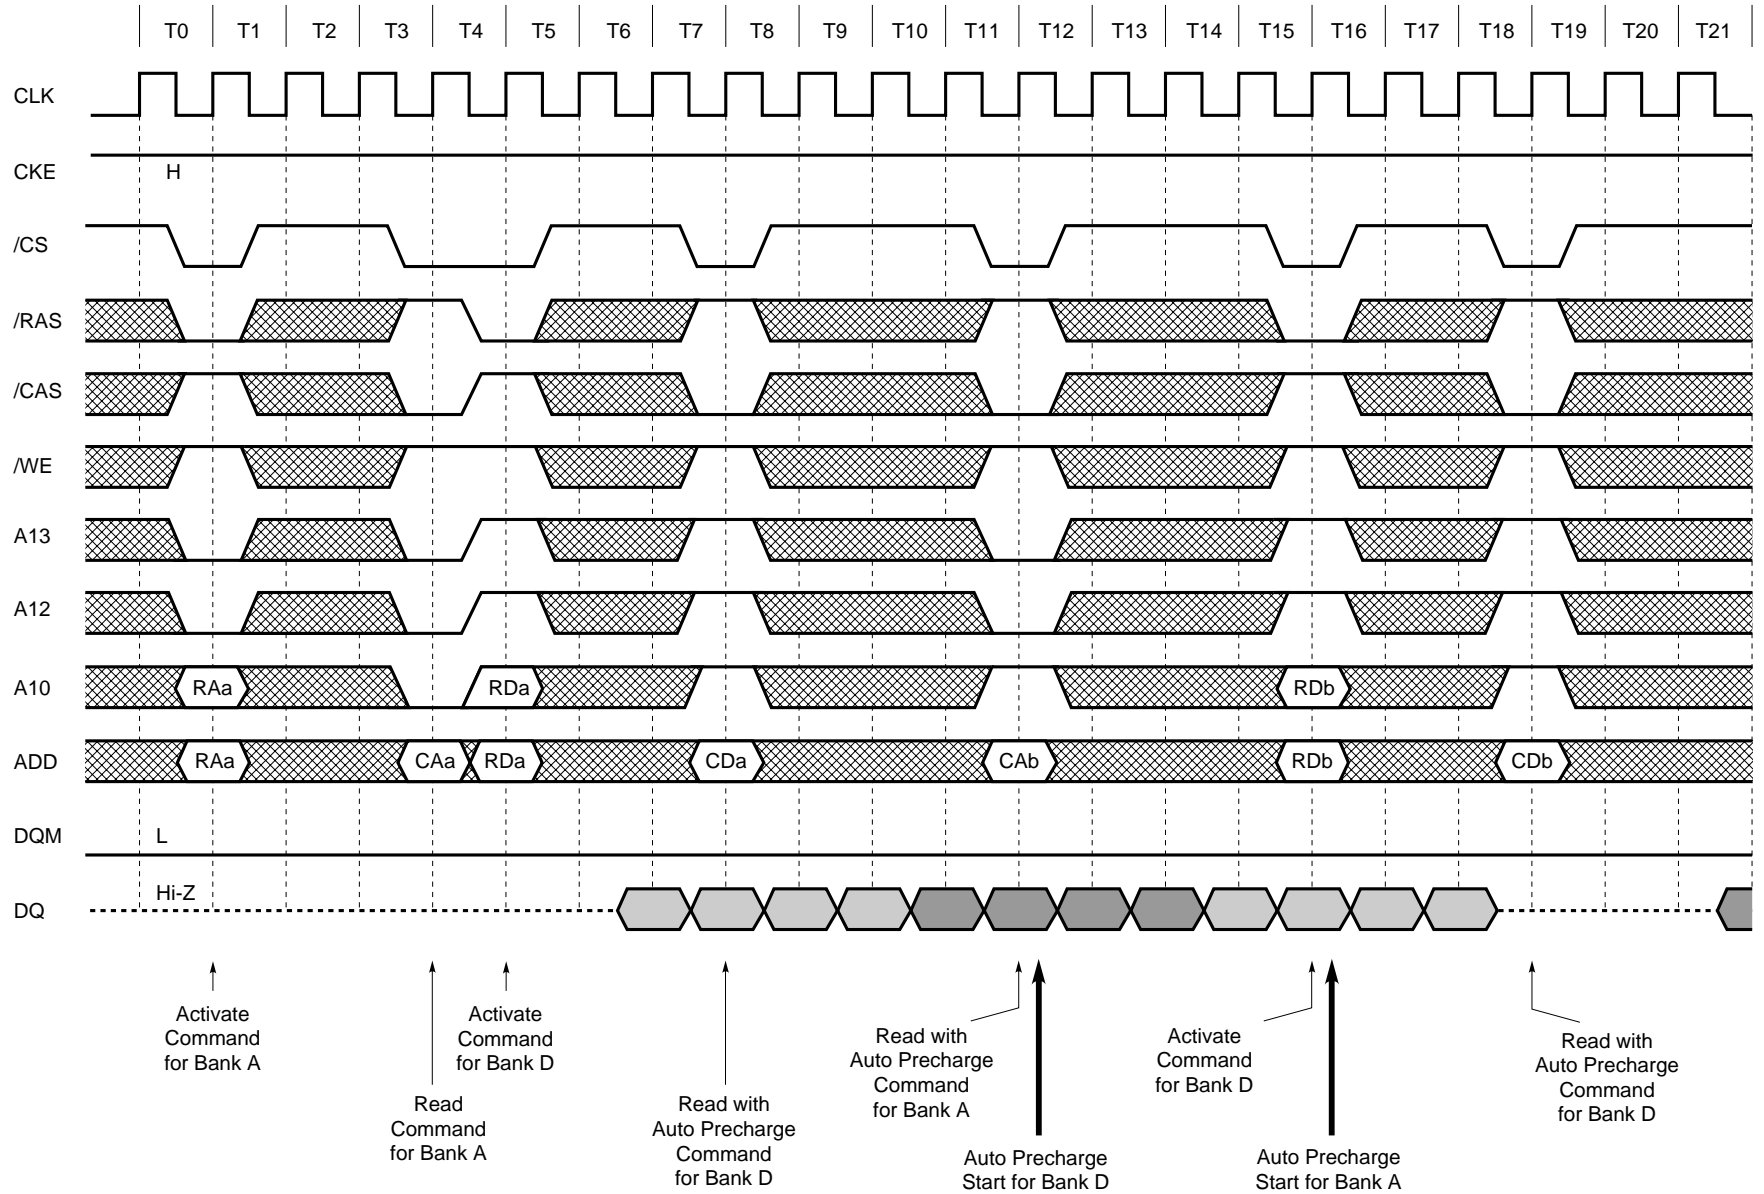 T0 T1 T2 T3 T4 T5 T6 T7 T8 T9 T10 T11 T12 T13 T14 T15 T16 T17 T18 T19 T20 T21
CLK
CKE H
/CS
/RAS
/CAS
/WE
A13
A12
A10 RAa RDa RDb
ADD RAa CAa RDa CDa CAb RDb CDb
DQM L
DQ Hi-Z
Activate
Command
for Bank A
Read
Command
for Bank A
Activate
Command
for Bank D
Read with
Auto Precharge
Command
for Bank D
Read with
Auto Precharge
Command
for Bank A
Auto Precharge
Start for Bank D
Activate
Command
for Bank D
Auto Precharge
Start for Bank A
Read with
Auto Precharge
Command
for Bank D